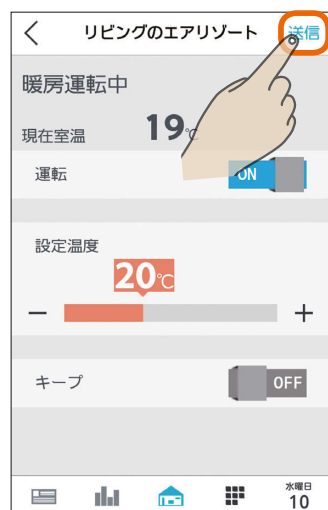 リビングのエアリゾート 送信
暖房運転中
現在室温 19℃
運転 ON
設定温度
20℃
− +
キープ OFF
水曜日
10